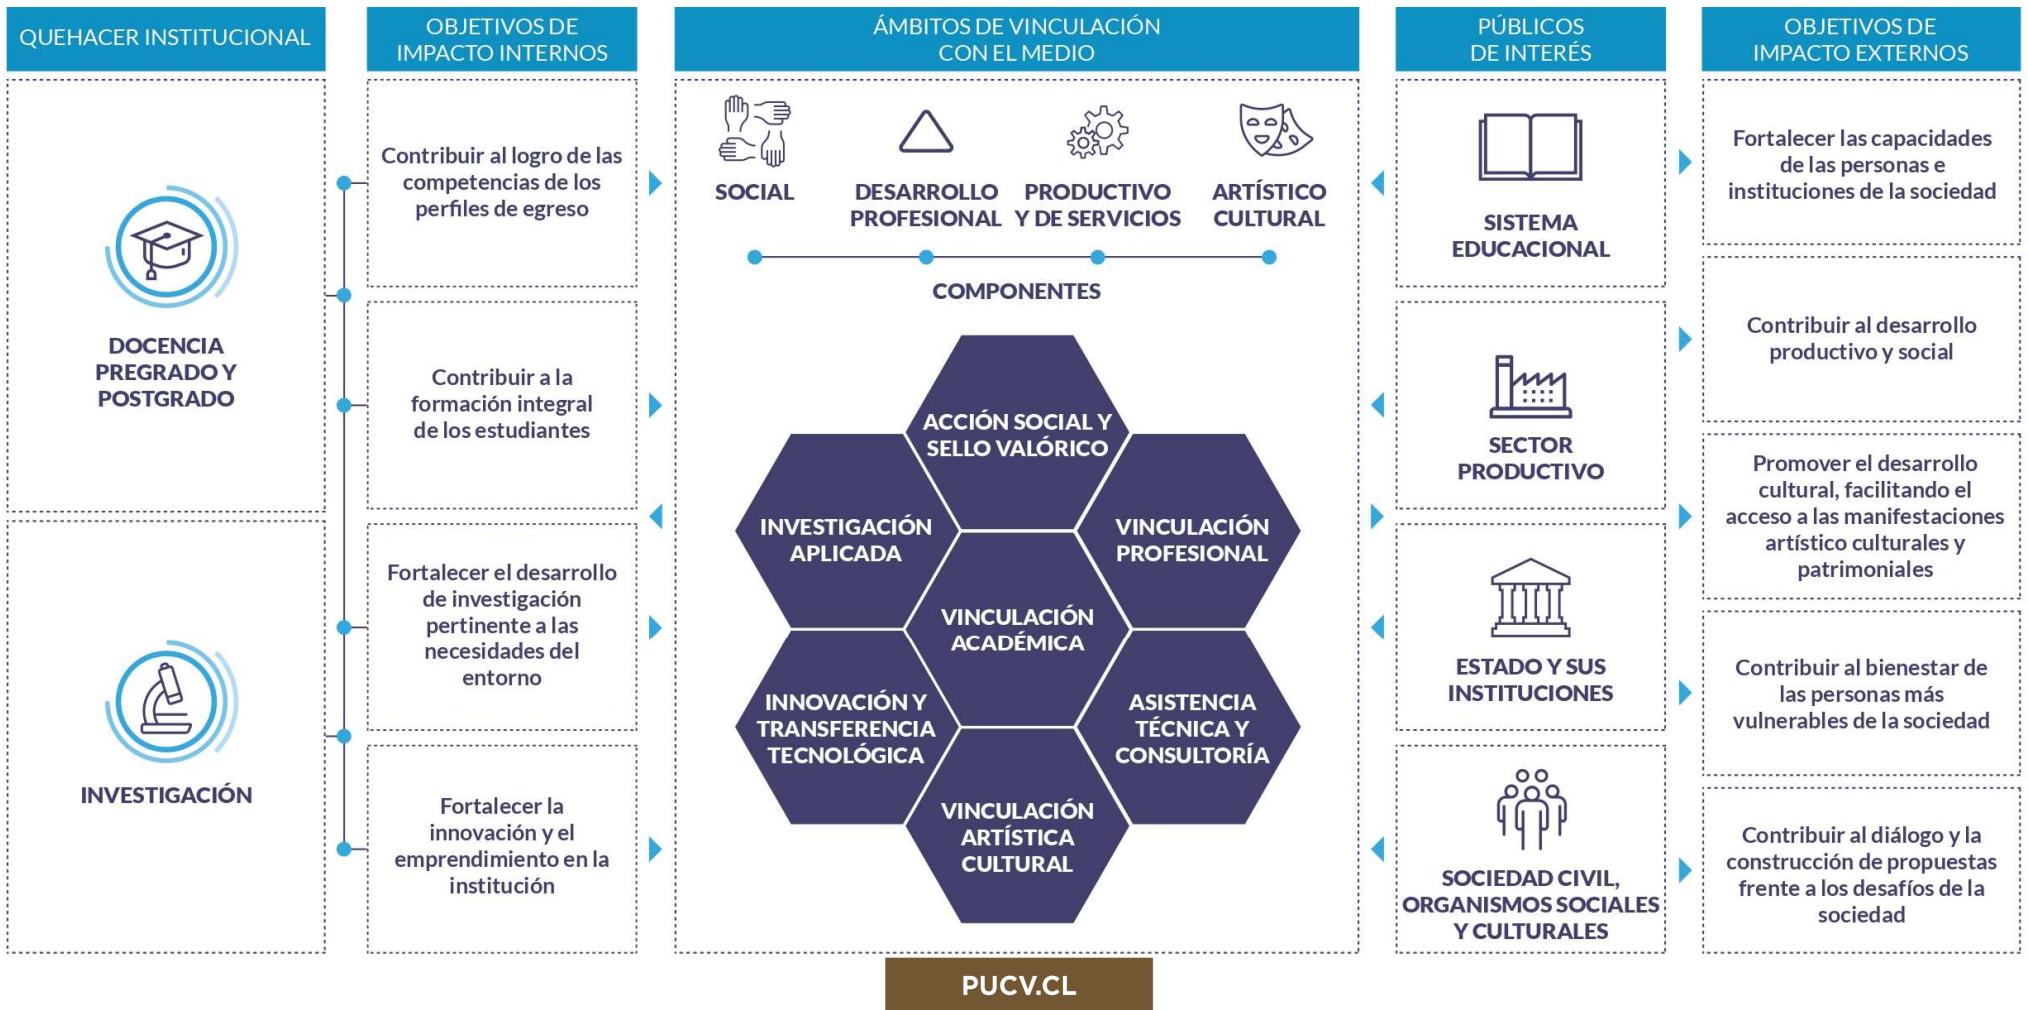 QUEHACER INSTITUCIONAL
OBJETIVOS DE
IMPACTO INTERNOS
ÁMBITOS DE VINCULACIÓN
CON EL MEDIO
PÚBLICOS
DE INTERÉS
OBJETIVOS DE
IMPACTO EXTERNOS
DOCENCIA
PREGRADO Y
POSTGRADO
INVESTIGACIÓN
Contribuir al logro de las
competencias de los
perfiles de egreso
Contribuir a la
formación integral
de los estudiantes
Fortalecer el desarrollo
de investigación
pertinente a las
necesidades del
entorno
Fortalecer la
innovación y el
emprendimiento en la
institución
SOCIAL
DESARROLLO
PROFESIONAL
PRODUCTIVO
Y DE SERVICIOS
ARTÍSTICO
CULTURAL
COMPONENTES
ACCIÓN SOCIAL Y
SELLO VALÓRICO
INVESTIGACIÓN
APLICADA
VINCULACIÓN
PROFESIONAL
VINCULACIÓN
ACADÉMICA
INNOVACIÓN Y
TRANSFERENCIA
TECNOLÓGICA
ASISTENCIA
TÉCNICA Y
CONSULTORÍA
VINCULACIÓN
ARTÍSTICA
CULTURAL
SISTEMA
EDUCACIONAL
SECTOR
PRODUCTIVO
ESTADO Y SUS
INSTITUCIONES
SOCIEDAD CIVIL,
ORGANISMOS SOCIALES
Y CULTURALES
Fortalecer las capacidades
de las personas e
instituciones de la sociedad
Contribuir al desarrollo
productivo y social
Promover el desarrollo
cultural, facilitando el
acceso a las manifestaciones
artístico culturales y
patrimoniales
Contribuir al bienestar de
las personas más
vulnerables de la sociedad
Contribuir al diálogo y la
construcción de propuestas
frente a los desafíos de la
sociedad
PUCV.CL